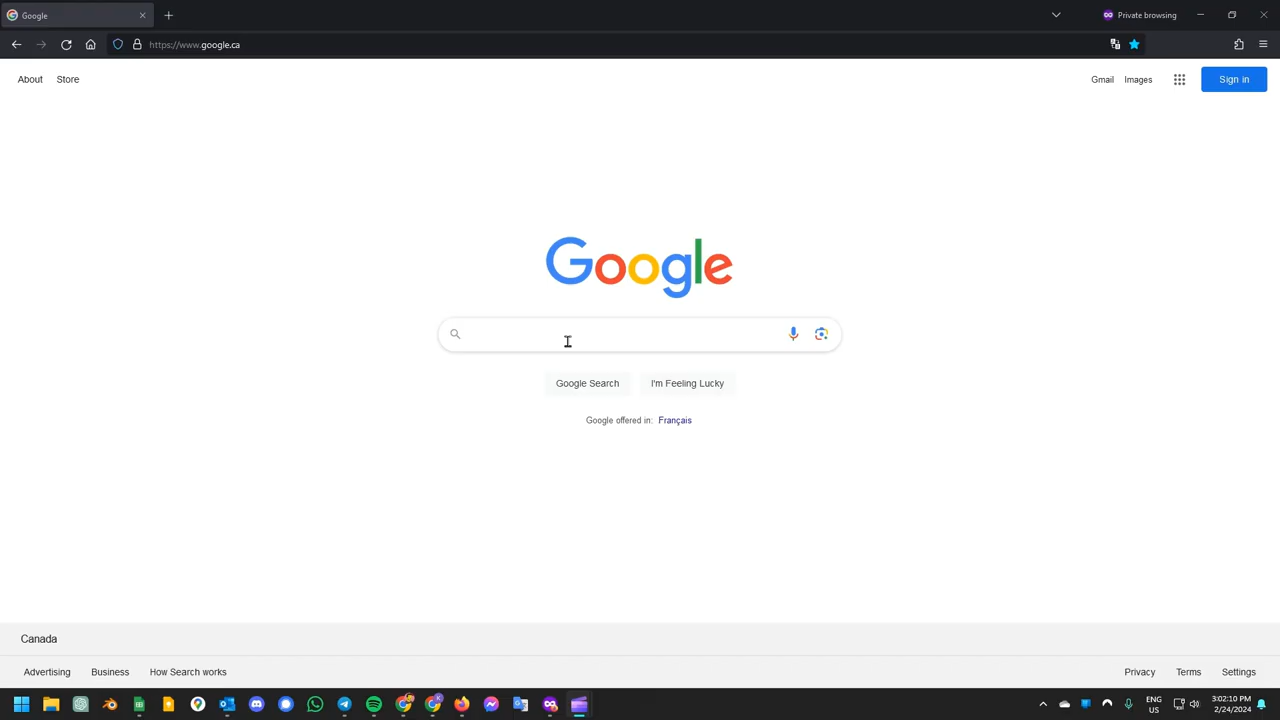 Google
Private browsing
https://www.google.ca
About Store
Gmail Images Sign in
Google
Google Search I'm Feeling Lucky
Google offered in: Français
Canada
Advertising Business How Search works
Privacy Terms Settings
ENG
US
3:02:10 PM
2/24/2024